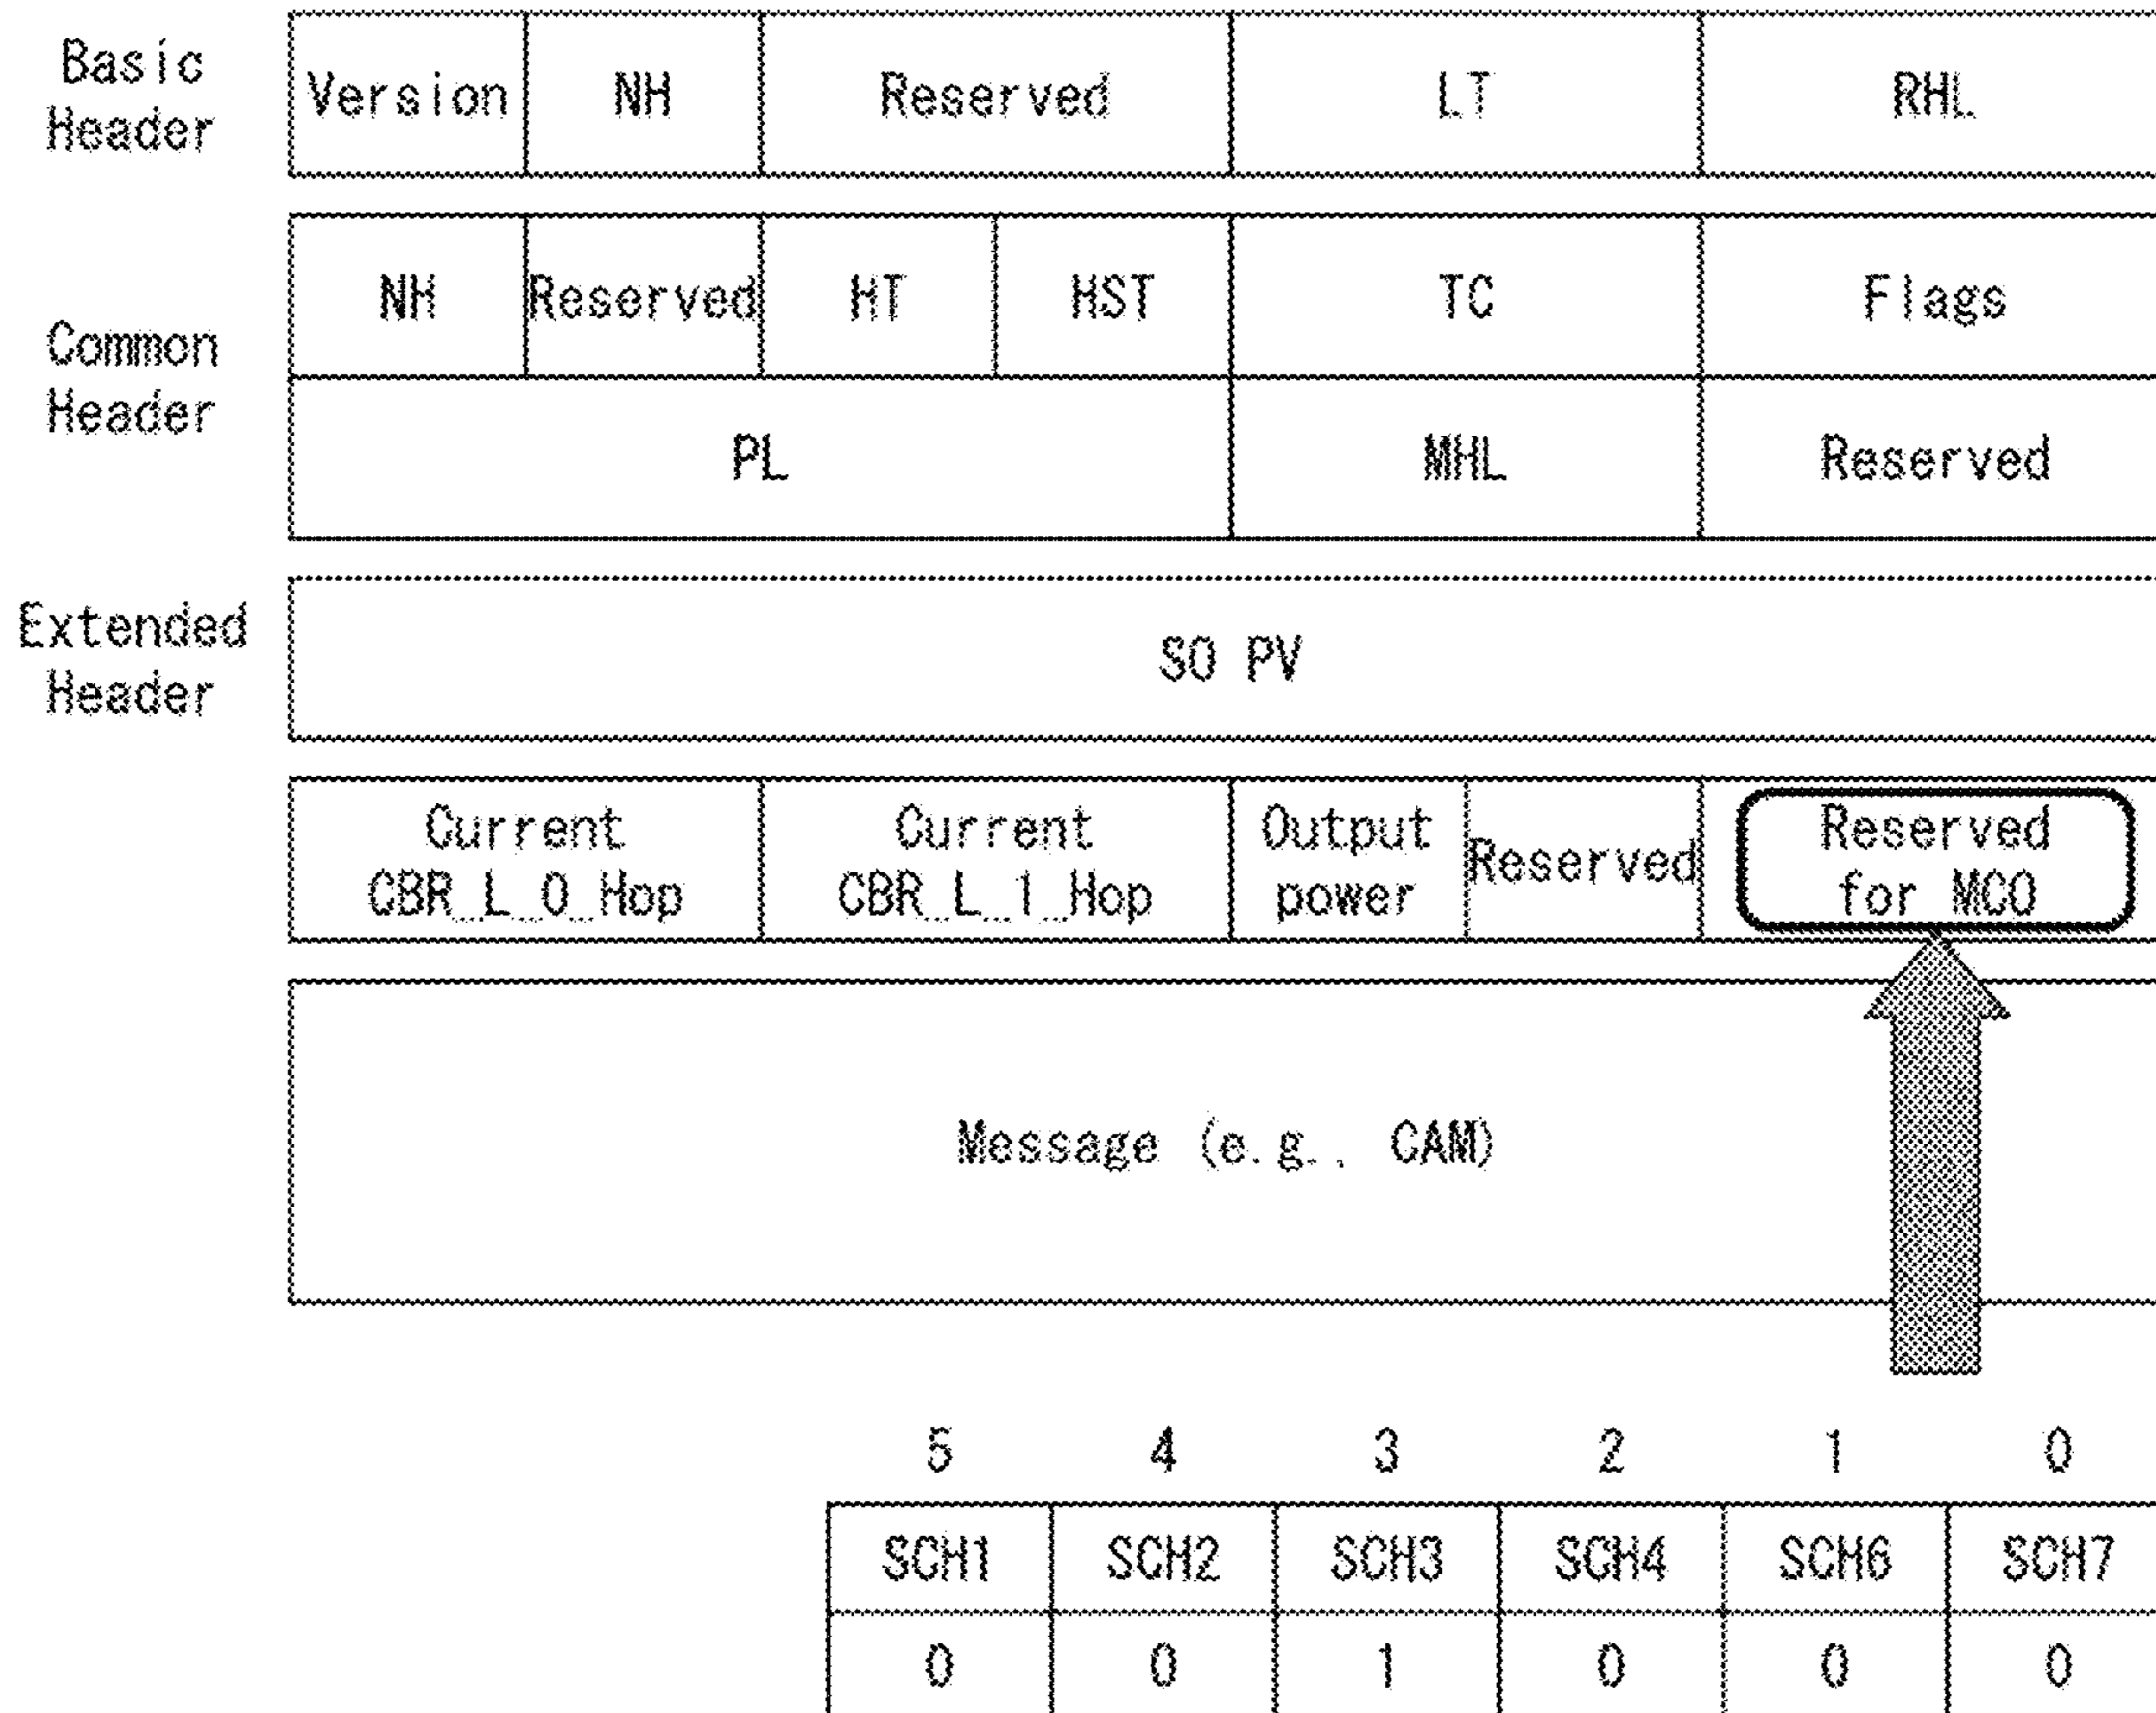 Basic
Header
Version NH Reserved LT RHL
Common
Header
NH Reserved HT HST TC Flags
PL MHL Reserved
Extended
Header
SO PV
Current
CBR_L_0_Hop
Current
CBR_L_1_Hop
Output
power
Reserved
Reserved
for MCO
Message (e.g., CAM)
5 4 3 2 1 0
SCH1 SCH2 SCH3 SCH4 SCH6 SCH7
0 0 1 0 0 0